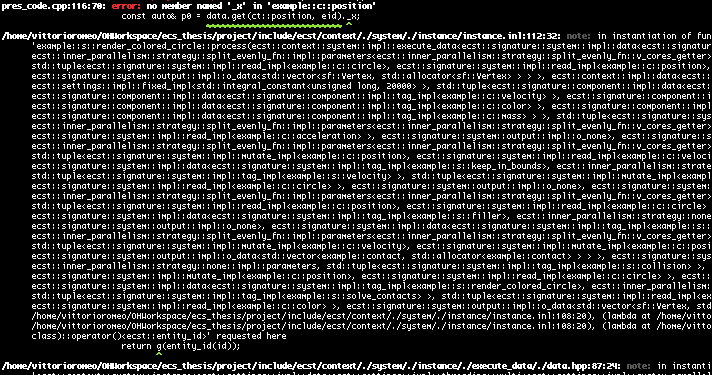 pres_code.cpp:116:70: error: no member named '_x' in 'example::c::position'
const auto& p0 = data.get(ct::position, eid)._x;
/home/vittorioromeo/OHWorkspace/ecs_thesis/project/include/ecst/context/./system/./instance/instance.inl:112:32: note: in instantiation of fun
'example::s::render_colored_circle::process(ecst::context::system::impl::execute_data<ecst::signature::system::impl::data<ecst::signatur
ecst::inner_parallelism::strategy::split_evenly_fn::impl::parameters<ecst::inner_parallelism::strategy::split_evenly_fn::v_cores_getter>
std::tuple<ecst::signature::system::impl::read_impl<example::c::circle>, ecst::signature::system::impl::read_impl<example::c::position>,
ecst::signature::system::output::impl::o_data<std::vector<sf::Vertex, std::allocator<sf::Vertex> > > >, ecst::context::impl::data<ecst::
ecst::settings::impl::fixed_impl<std::integral_constant<unsigned long, 20000> >, std::tuple<ecst::signature::component::impl::data<ecst:
ecst::signature::component::impl::data<ecst::signature::component::impl::tag_impl<example::c::velocity> >, ecst::signature::component::i
ecst::signature::component::impl::tag_impl<example::c::color> >, ecst::signature::component::impl
ecst::signature::component::impl::tag_impl<example::c::mass> > >, std::tuple<ecst::signature::sys
ecst::signature::system::impl::data<ecst::signature::system::impl::tag_impl<example::s::acceleration>, ecst
ecst::inner_parallelism::strategy::split_evenly_fn::impl::parameters<ecst::inner_parallelism::strategy::split_evenly_fn::v_cores_getter>
ecst::signature::system::impl::read_impl<example::c::acceleration> >, ecst::signature::system::output::impl::o_none>, ecst::signature::s
ecst::inner_parallelism::strategy::split_evenly_fn::impl::parameters<ecst::inner_parallelism::strategy::split_evenly_fn::v_cores_getter>
std::tuple<ecst::signature::system::impl::mutate_impl<example::c::position>, ecst::signature::system::impl::read_impl<example::c::veloci
ecst::signature::system::impl::data<ecst::signature::system::impl::tag_impl<example::s::keep_in_bounds>, ecst::inner_parallelism::strate
ecst::signature::system::impl::tag_impl<example::s::velocity> >, std::tuple<ecst::signature::system::impl::mutate_impl<example::c::veloc
ecst::signature::system::impl::read_impl<example::c::circle> >, ecst::signature::system::output::impl::o_none>, ecst::signature::system:
ecst::inner_parallelism::strategy::split_evenly_fn::impl::parameters<ecst::inner_parallelism::strategy::split_evenly_fn::v_cores_getter>
std::tuple<ecst::signature::system::impl::read_impl<example::c::position>, ecst::signature::system::impl::read_impl<example::c::circle>
ecst::signature::system::impl::data<ecst::signature::system::impl::tag_impl<example::s::filler>, ecst::inner_parallelism::strategy::none
ecst::signature::system::output::impl::o_none>, ecst::signature::system::impl::data<ecst::signature::system::impl::tag_impl<example::s::
ecst::inner_parallelism::strategy::split_evenly_fn::impl::parameters<ecst::inner_parallelism::strategy::split_evenly_fn::v_cores_getter>
std::tuple<ecst::signature::system::impl::mutate_impl<example::c::velocity>, ecst::signature::system::impl::mutate_impl<example::c::posi
ecst::signature::system::output::impl::o_data<std::vector<example::contact, std::allocator<example::contact> > > >, ecst::signature::sys
ecst::inner_parallelism::strategy::none::impl::parameters, std::tuple<ecst::signature::system::impl::tag_impl<example::s::collision> >,
std::tuple<ecst::signature::system::impl::mutate_impl<example::c::position>, ecst::signature::system::impl::read_impl<example::c::circle> >, ecst::si
ecst::signature::system::impl::tag_impl<example::s::render_colored_circle>, ecst::inner_parallelism::
std::tuple<ecst::signature::system::impl::tag_impl<example::s::solve_contacts> >, std::tuple<ecst::signature::system::impl::read_impl<ex
ecst::signature::system::impl::read_impl<example::c::color> >, ecst::signature::system::output::impl::o_data<std::vector<sf::Vertex, std
/home/vittorioromeo/OHWorkspace/ecs_thesis/project/include/ecst/context/./system/./instance/instance.inl:108:20), (lambda at /home/vitto
/home/vittorioromeo/OHWorkspace/ecs_thesis/project/include/ecst/context/./system/./instance/instance.inl:108:20), (lambda at /home/vitto
class)::operator()<ecst::entity_id>' requested here
return g(entity_id(id));
^
/home/vittorioromeo/OHWorkspace/ecs_thesis/project/include/ecst/context/./system/./instance/./execute_data/./data.hpp:87:24: note: in instanti